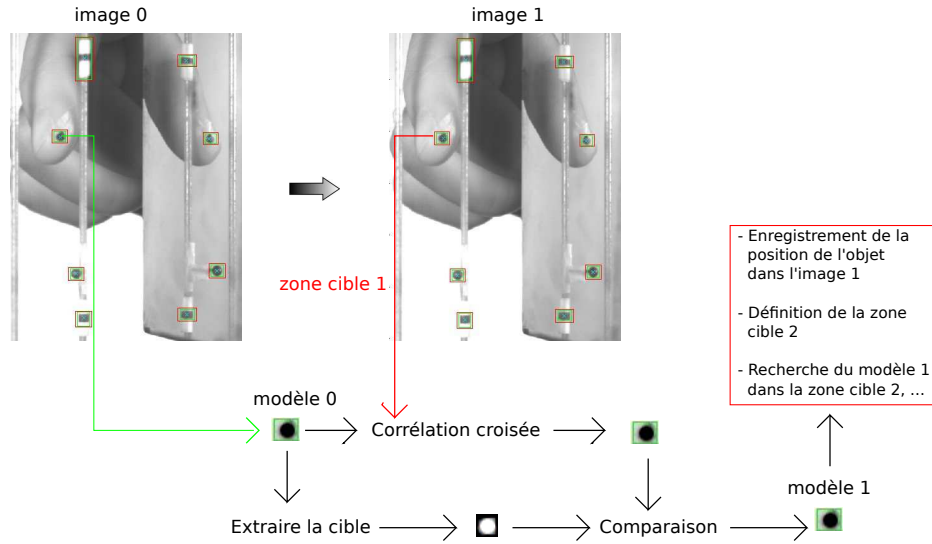 image 0
image 1
zone cible 1
- Enregistrement de la
position de l'objet
dans l'image 1
- Définition de la zone
cible 2
- Recherche du modèle 1
dans la zone cible 2, ...
modèle 0
Corrélation croisée
modèle 1
Extraire la cible
Comparaison